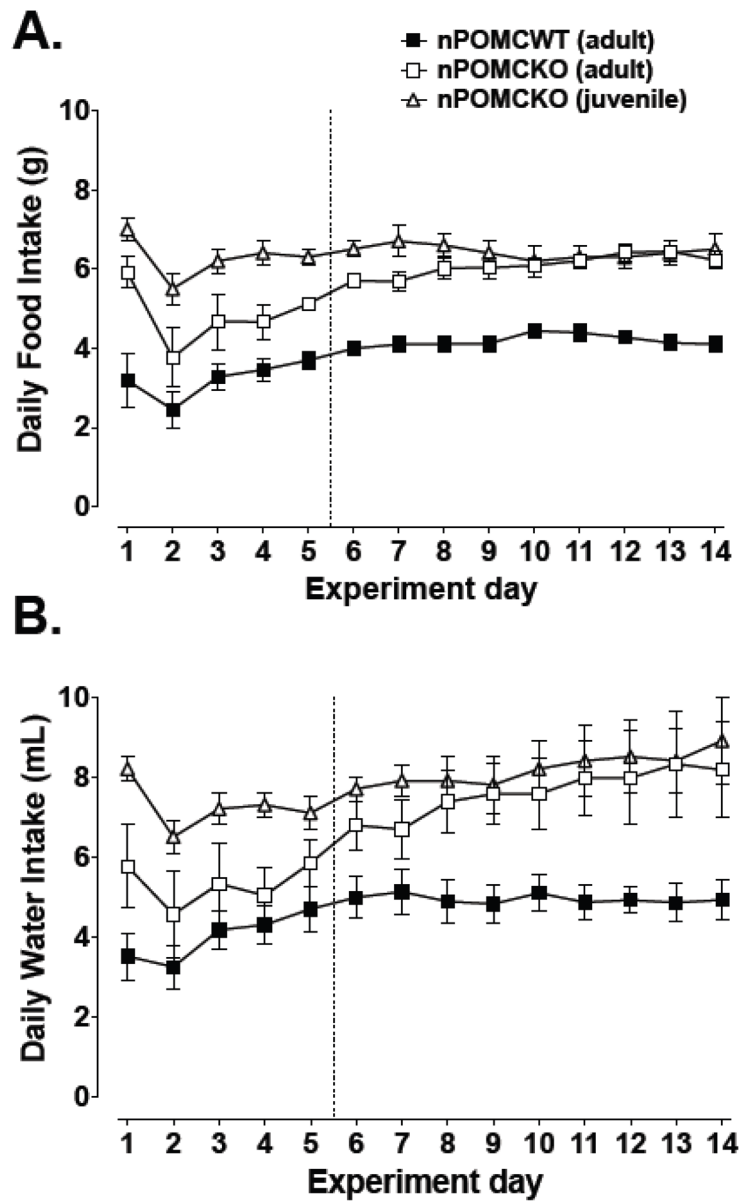 A.
nPOMCWT (adult)
nPOMCKO (adult)
nPOMCKO (juvenile)
10
8
6
4
2
0
Daily Food Intake (g)
1 2 3 4 5 6 7 8 9 10 11 12 13 14
Experiment day
B.
10
8
6
4
2
0
Daily Water Intake (mL)
1 2 3 4 5 6 7 8 9 10 11 12 13 14
Experiment day